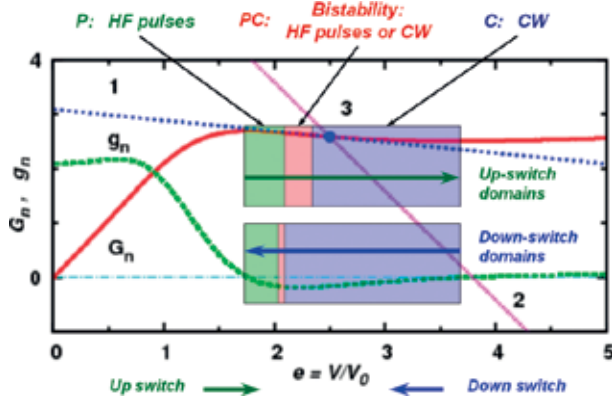 P: HF pulses
PC: Bistability:
HF pulses or CW
C: CW
4
1
3
gₙ
2
Up-switch
domains
Gₙ , gₙ
Gₙ
Down-switch
domains
0
2
0 1 2 3 4 5
e = V/V₀
Up switch
Down switch